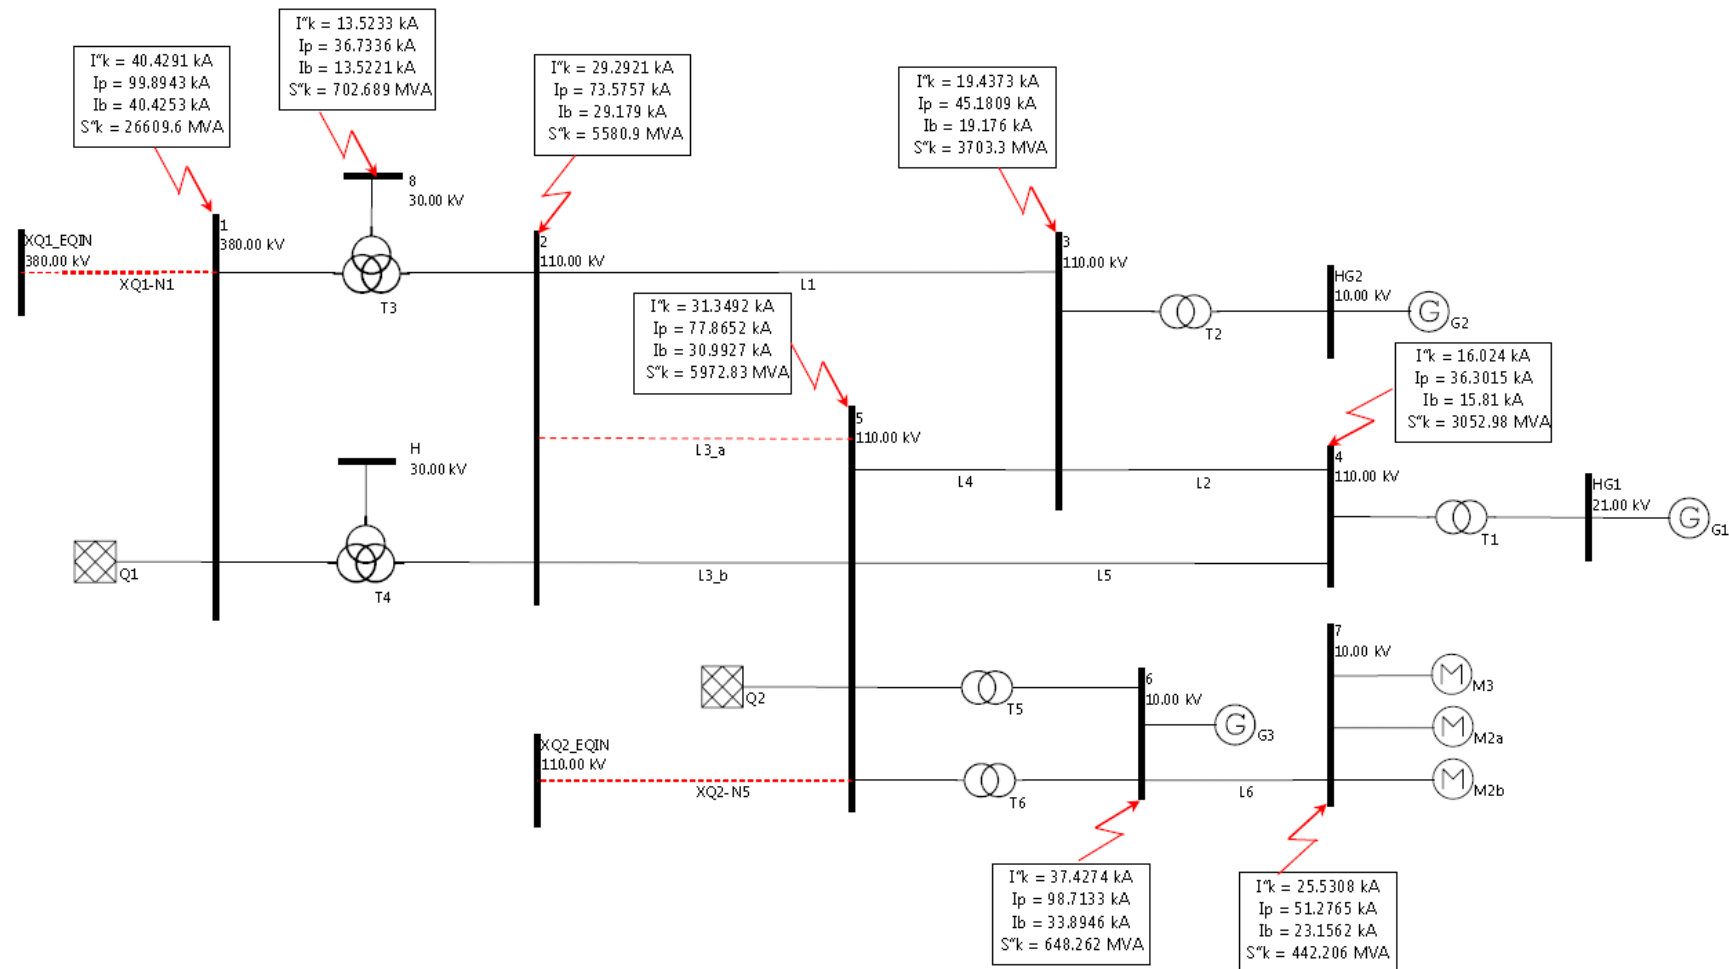 I"k = 40.4291 kA
Ip = 99.8943 kA
Ib = 40.4253 kA
S"k = 26609.6 MVA
I"k = 13.5233 kA
Ip = 36.7336 kA
Ib = 13.5221 kA
S"k = 702.689 MVA
I"k = 29.2921 kA
Ip = 73.5757 kA
Ib = 29.179 kA
S"k = 5580.9 MVA
I"k = 19.4373 kA
Ip = 45.1809 kA
Ib = 19.176 kA
S"k = 3703.3 MVA
8
30.00 kV
XQ1_EQIN
380.00 kV
XQ1-N1
1
380.00 kV
T3
2
110.00 kV
L1
3
110.00 kV
T2
HG2
10.00 kV
G
G2
I"k = 31.3492 kA
Ip = 77.8652 kA
Ib = 30.9927 kA
S"k = 5972.83 MVA
I"k = 16.024 kA
Ip = 36.3015 kA
Ib = 15.81 kA
S"k = 3052.98 MVA
H
30.00 kV
L3_a
5
110.00 kV
L4
L2
4
110.00 kV
T1
HG1
21.00 kV
G
G1
Q1
T4
L3_b
L5
Q2
T5
6
10.00 kV
G
G3
7
10.00 kV
M
M3
M
M2a
M
M2b
XQ2_EQIN
110.00 kV
XQ2-N5
T6
L6
I"k = 37.4274 kA
Ip = 98.7133 kA
Ib = 33.8946 kA
S"k = 648.262 MVA
I"k = 25.5308 kA
Ip = 51.2765 kA
Ib = 23.1562 kA
S"k = 442.206 MVA